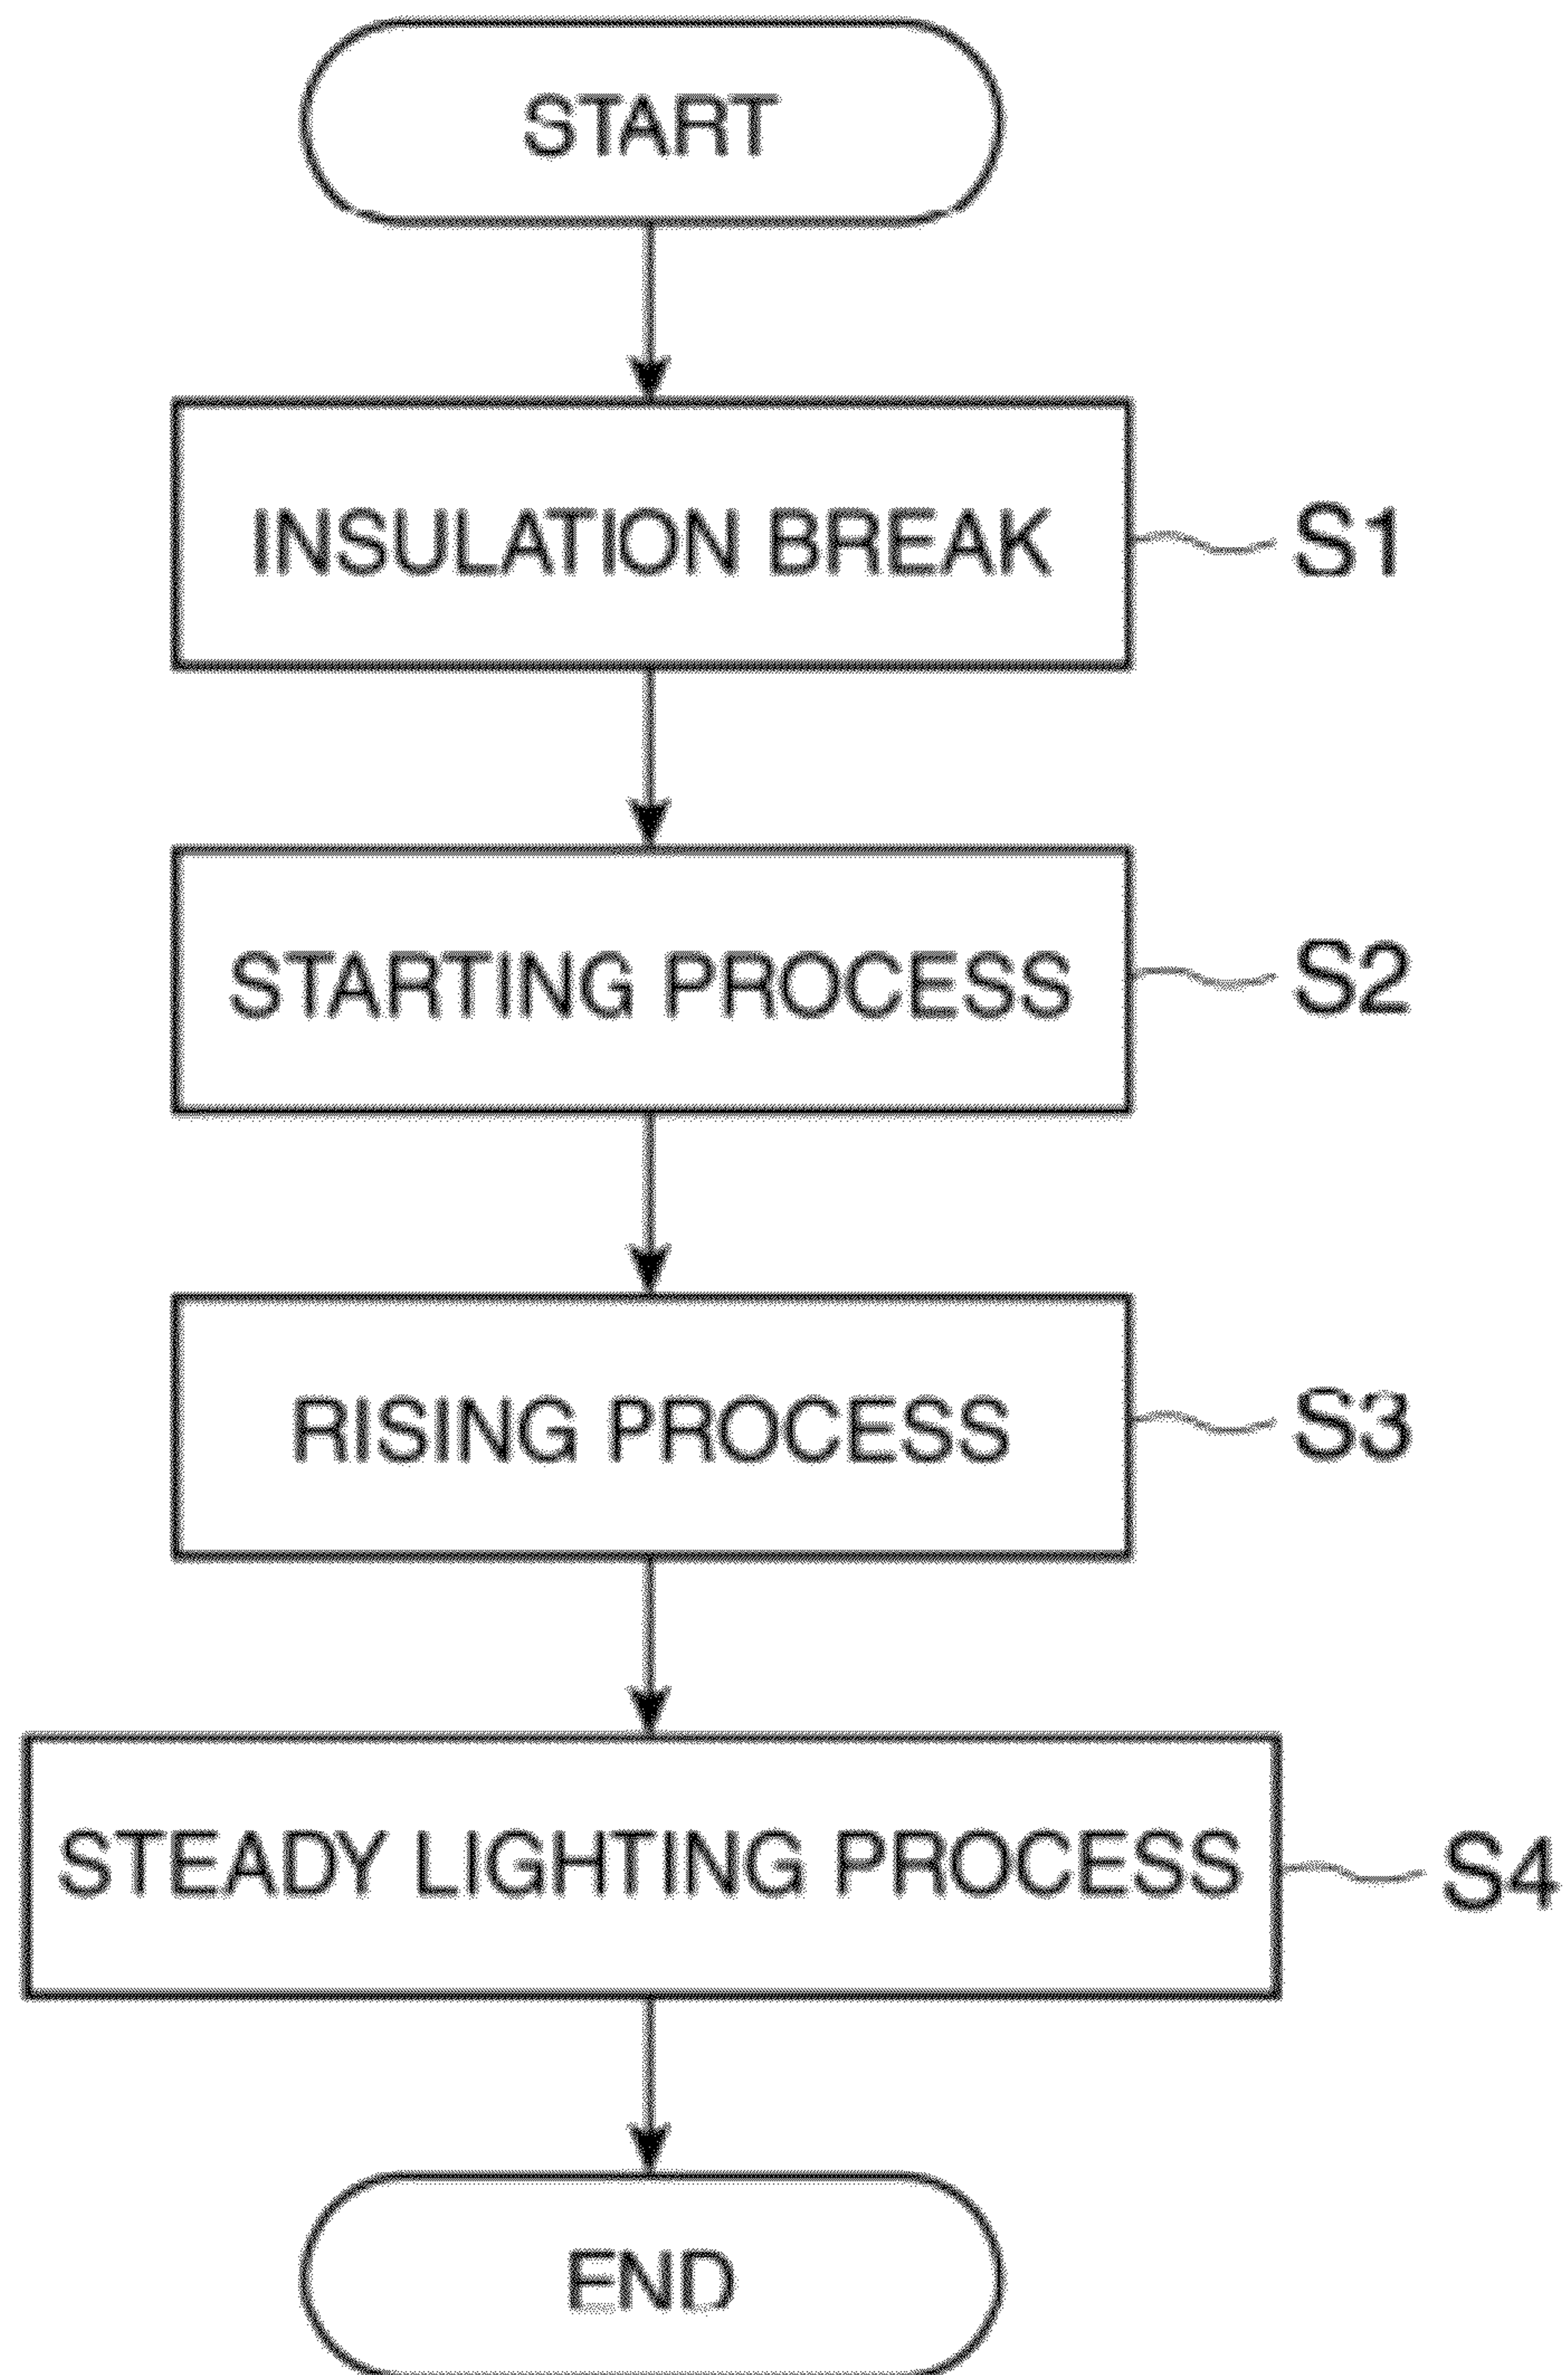 START
INSULATION BREAK S1
STARTING PROCESS S2
RISING PROCESS S3
STEADY LIGHTING PROCESS S4
END